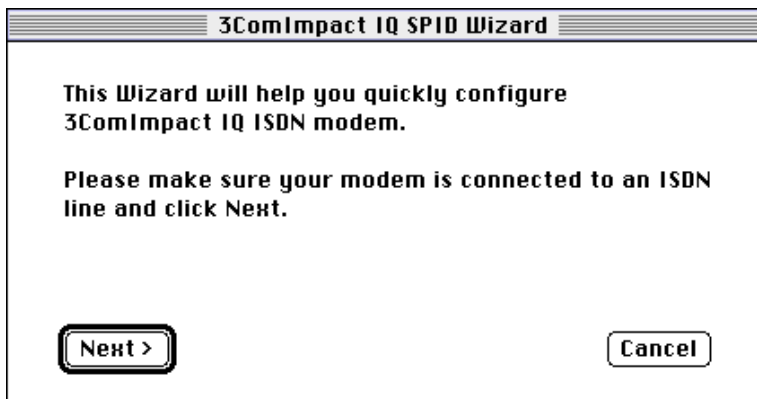 3ComImpact IQ SPID Wizard
This Wizard will help you quickly configure
3ComImpact IQ ISDN modem.
Please make sure your modem is connected to an ISDN
line and click Next.
Next >
Cancel